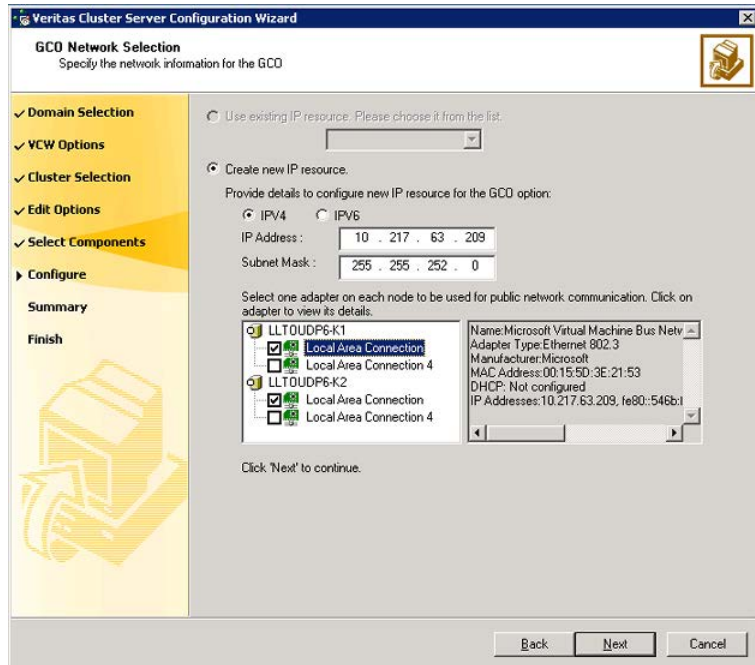 Veritas Cluster Server Configuration Wizard
GCO Network Selection
Specify the network information for the GCO
Domain Selection
VCW Options
Cluster Selection
Edit Options
Select Components
Configure
Summary
Finish
Use existing IP resource. Please choose it from the list.
Create new IP resource.
Provide details to configure new IP resource for the GCO option:
IPV4 IPV6
IP Address : 10 . 217 . 63 . 209
Subnet Mask : 255 . 255 . 252 . 0
Select one adapter on each node to be used for public network communication. Click on
adapter to view its details.
LLTOUDP6-K1
Local Area Connection
Local Area Connection 4
LLTOUDP6-K2
Local Area Connection
Local Area Connection 4
Name:Microsoft Virtual Machine Bus Netw
Adapter Type:Ethernet 802.3
Manufacturer:Microsoft
MAC Address:00:15:5D:3E:21:53
DHCP: Not configured
IP Addresses:10.217.63.209, fe80::546b:
Click 'Next' to continue.
Back Next Cancel